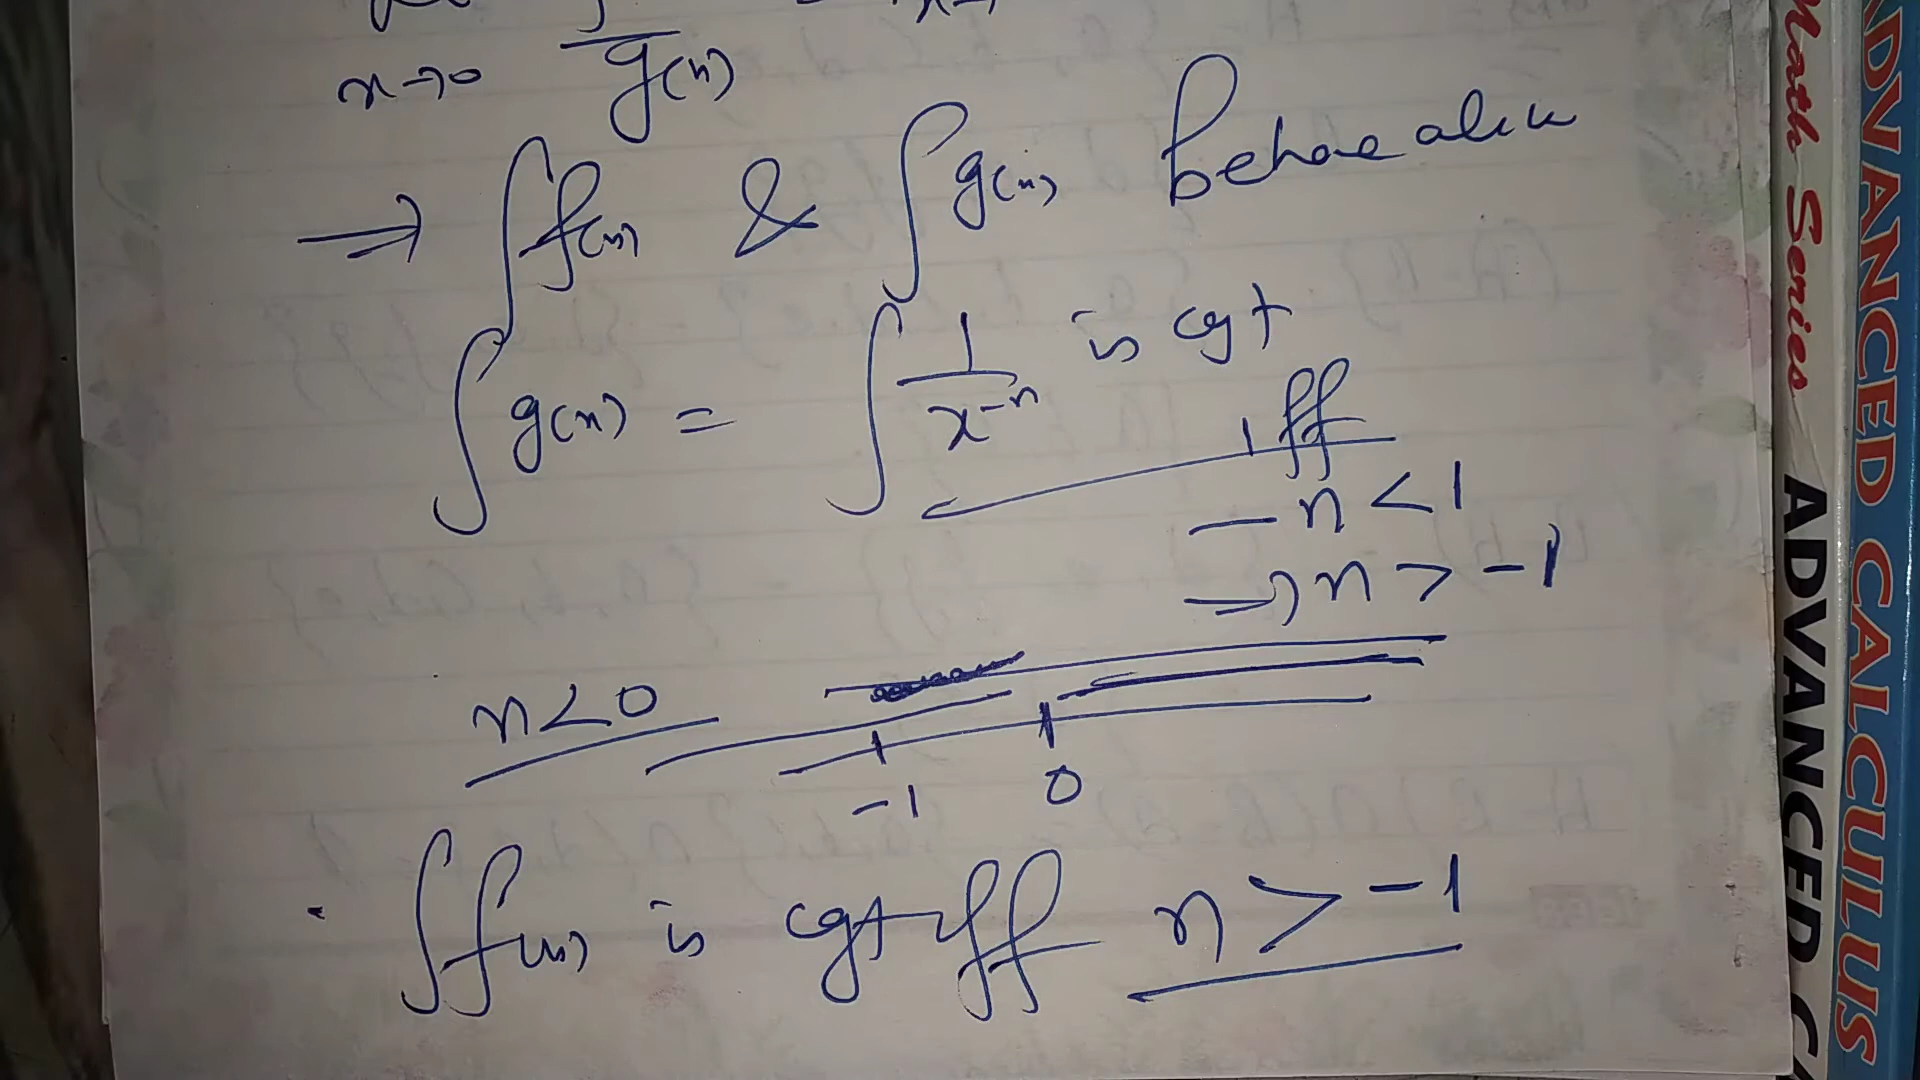 x→0 g(x)
⇒ ∫f(x) & ∫g(x) behave alike
∫g(x) = ∫ 1/x^-n is cgt
iff
-n < 1
→ n > -1
n<0
-1 0
∫f(x) is cgt iff n > -1
Math Series ADVANCED
ADVANCED CALCULUS